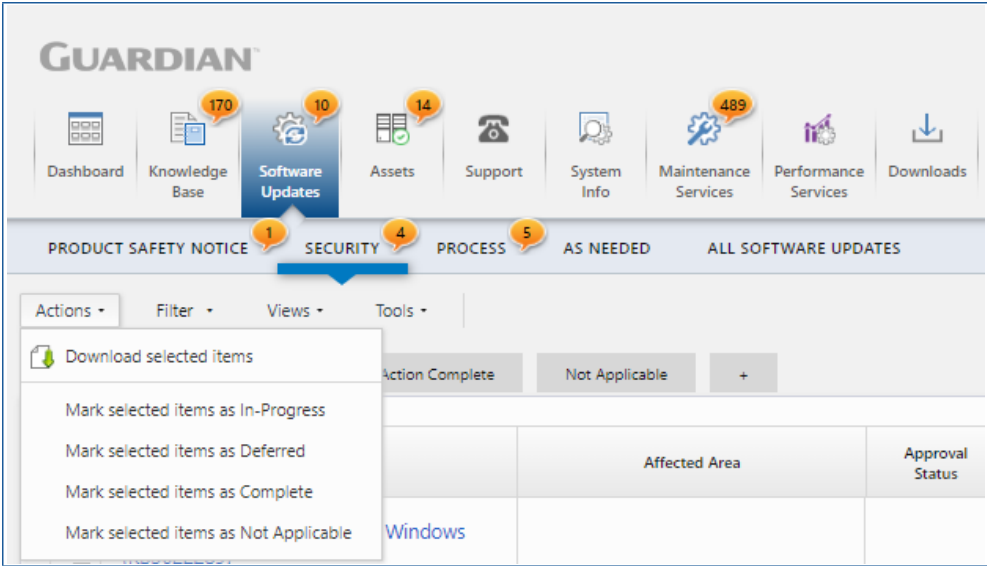 GUARDIAN™
170 10 14 489
Dashboard Knowledge Base Software Updates Assets Support System Info Maintenance Services Performance Services Downloads
1 4 5
PRODUCT SAFETY NOTICE SECURITY PROCESS AS NEEDED ALL SOFTWARE UPDATES
Actions Filter Views Tools
Download selected items
Action Complete Not Applicable +
Mark selected items as In-Progress
Mark selected items as Deferred
Affected Area Approval Status
Mark selected items as Complete
Mark selected items as Not Applicable
Windows